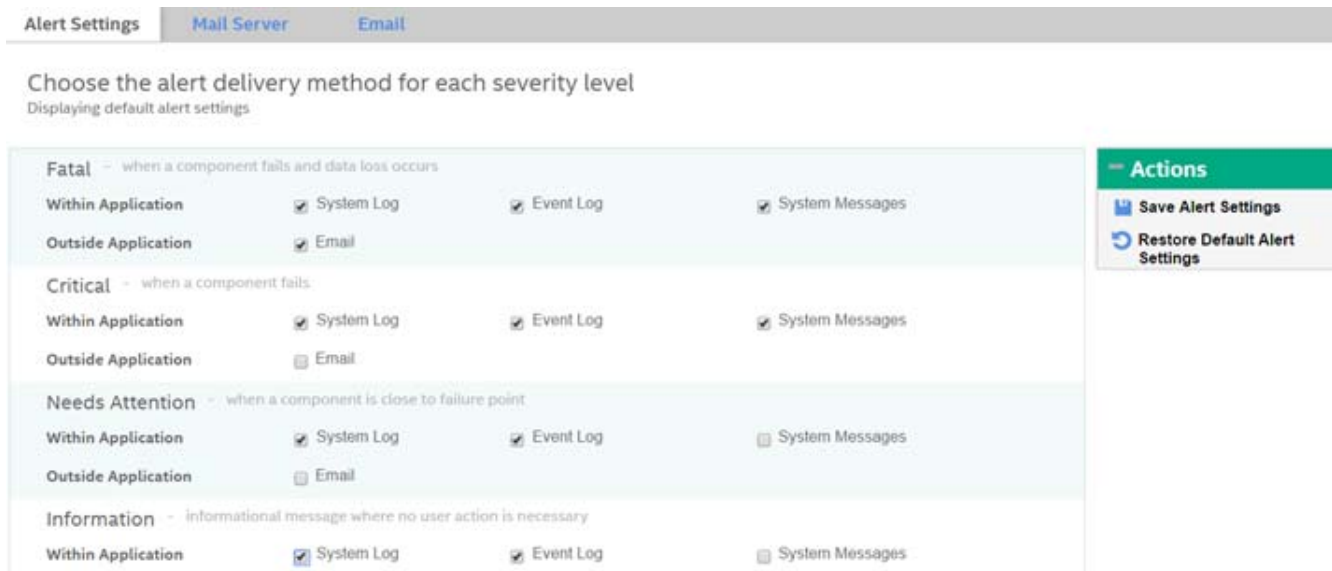 Alert Settings Mail Server Email
Choose the alert delivery method for each severity level
Displaying default alert settings
Fatal - when a component fails and data loss occurs
Within Application System Log Event Log System Messages
Outside Application Email
Critical - when a component fails
Within Application System Log Event Log System Messages
Outside Application Email
Needs Attention - when a component is close to failure point
Within Application System Log Event Log System Messages
Outside Application Email
Information - informational message where no user action is necessary
Within Application System Log Event Log System Messages
Actions
Save Alert Settings
Restore Default Alert
Settings